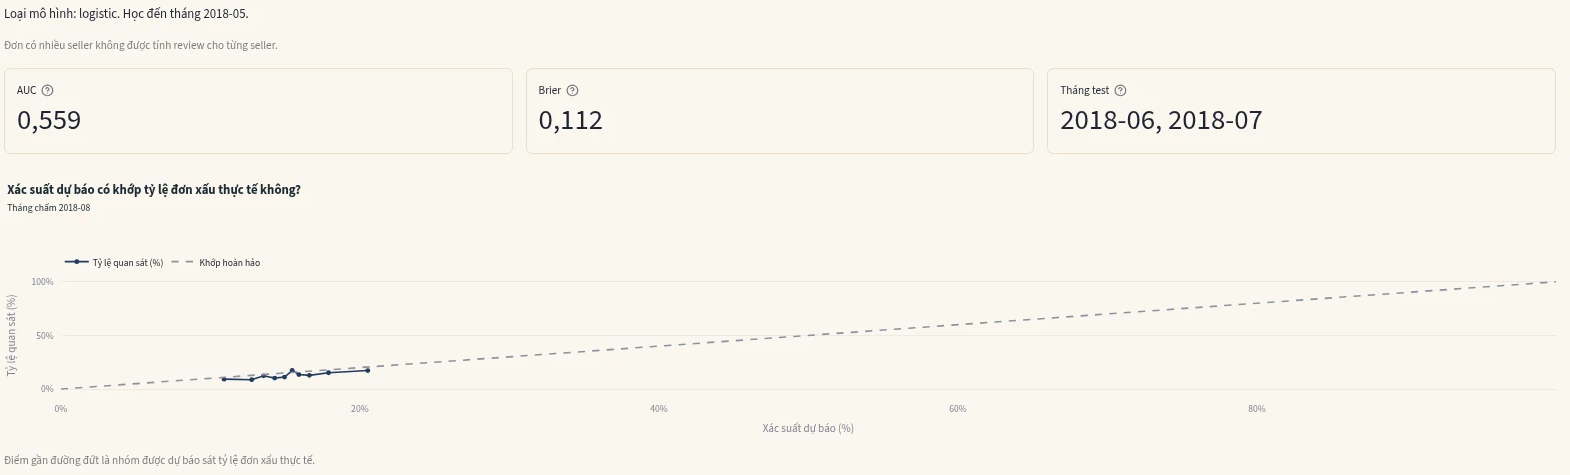 Loại mô hình: logistic. Học đến tháng 2018-05.
Đơn có nhiều seller không được tính review cho từng seller.
AUC
0,559
Brier
0,112
Tháng test
2018-06, 2018-07
Xác suất dự báo có khớp tỷ lệ đơn xấu thực tế không?
Tháng chấm 2018-08
Tỷ lệ quan sát (%)
Khớp hoàn hảo
Tỷ lệ quan sát (%)
100%
50%
0%
0%
20%
40%
60%
80%
Xác suất dự báo (%)
Điểm gần đường đứt là nhóm được dự báo sát tỷ lệ đơn xấu thực tế.